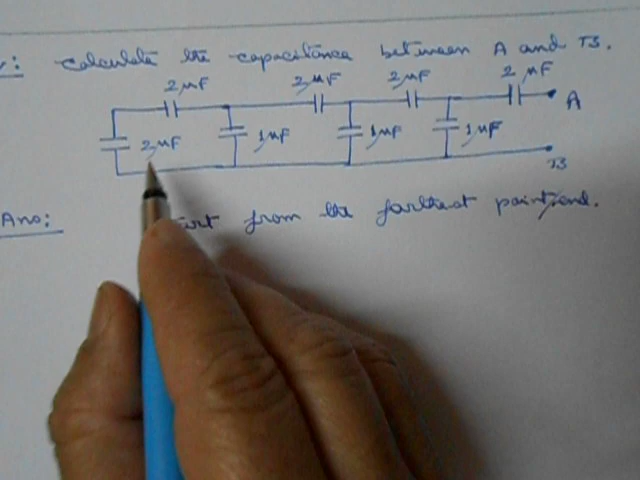 Calculate the capacitance between A and B.
2μF 2μF 2μF 2μF
A
2μF 1μF 1μF 1μF
B
Ans: from the farthest point/end.